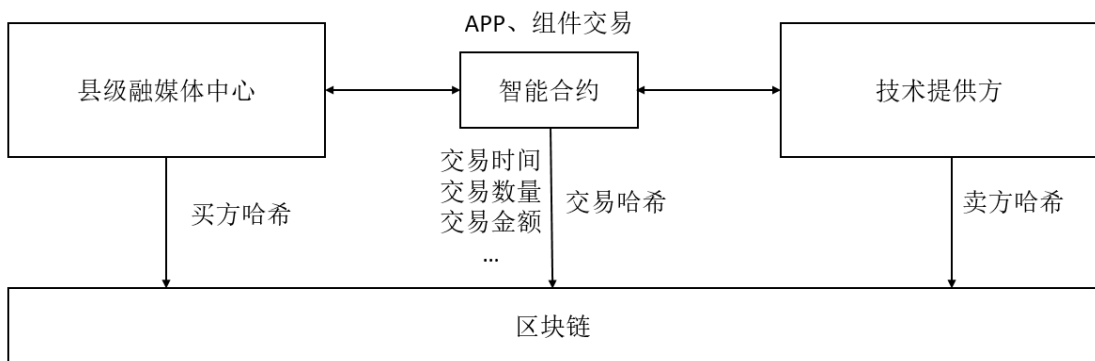 APP、组件交易
县级融媒体中心
智能合约
技术提供方
交易时间
交易数量
交易金额
...
买方哈希
交易哈希
卖方哈希
区块链